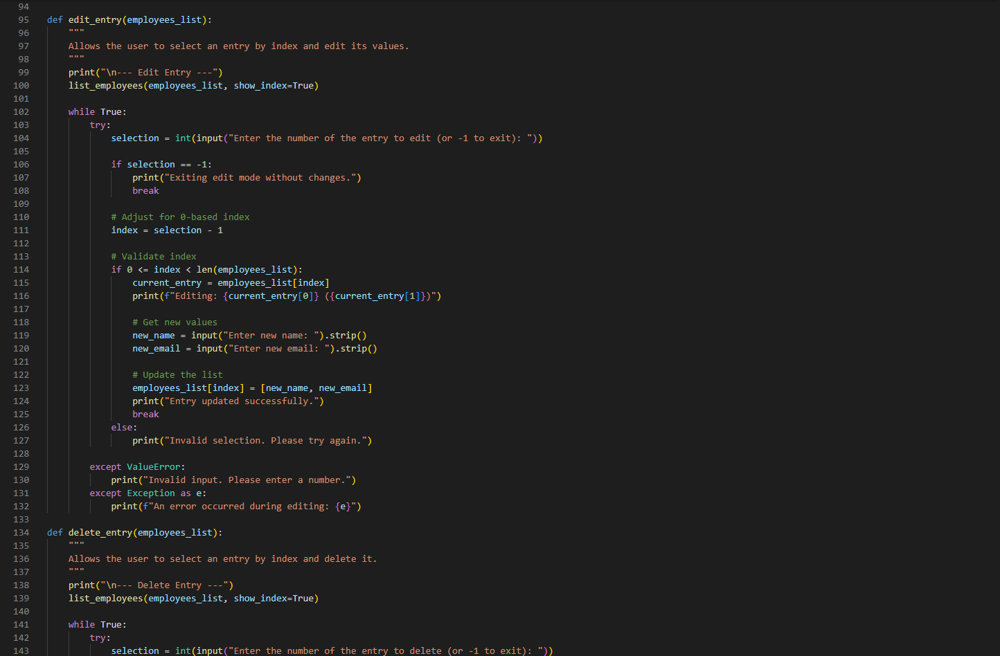 94
95 def edit_entry(employees_list):
96     """
97     Allows the user to select an entry by index and edit its values.
98     """
99     print("\n--- Edit Entry ---")
100     list_employees(employees_list, show_index=True)
101
102     while True:
103         try:
104             selection = int(input("Enter the number of the entry to edit (or -1 to exit): "))
105
106             if selection == -1:
107                 print("Exiting edit mode without changes.")
108                 break
109
110             # Adjust for 0-based index
111             index = selection - 1
112
113             # Validate index
114             if 0 <= index < len(employees_list):
115                 current_entry = employees_list[index]
116                 print(f"Editing: {current_entry[0]} ({current_entry[1]})")
117
118                 # Get new values
119                 new_name = input("Enter new name: ").strip()
120                 new_email = input("Enter new email: ").strip()
121
122                 # Update the list
123                 employees_list[index] = [new_name, new_email]
124                 print("Entry updated successfully.")
125                 break
126             else:
127                 print("Invalid selection. Please try again.")
128
129         except ValueError:
130             print("Invalid input. Please enter a number.")
131         except Exception as e:
132             print(f"An error occurred during editing: {e}")
133
134 def delete_entry(employees_list):
135     """
136     Allows the user to select an entry by index and delete it.
137     """
138     print("\n--- Delete Entry ---")
139     list_employees(employees_list, show_index=True)
140
141     while True:
142         try:
143             selection = int(input("Enter the number of the entry to delete (or -1 to exit): "))